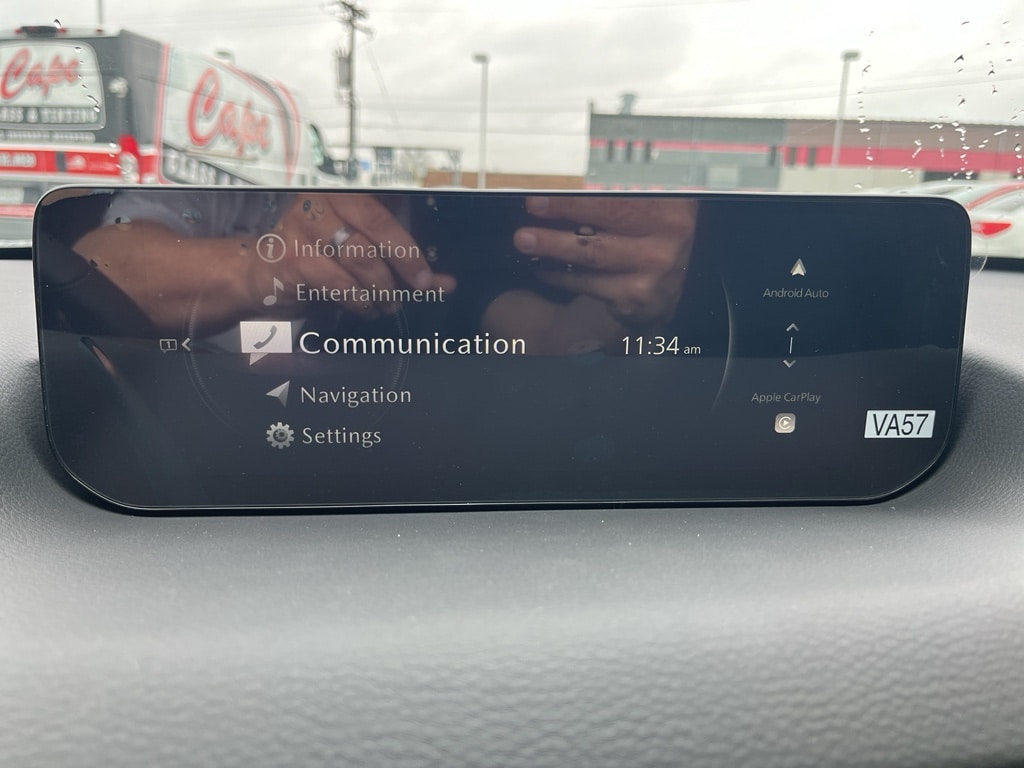 Cape
Cape
Information
Entertainment
Communication
11:34 am
Navigation
Settings
Android Auto
Apple CarPlay
VA57